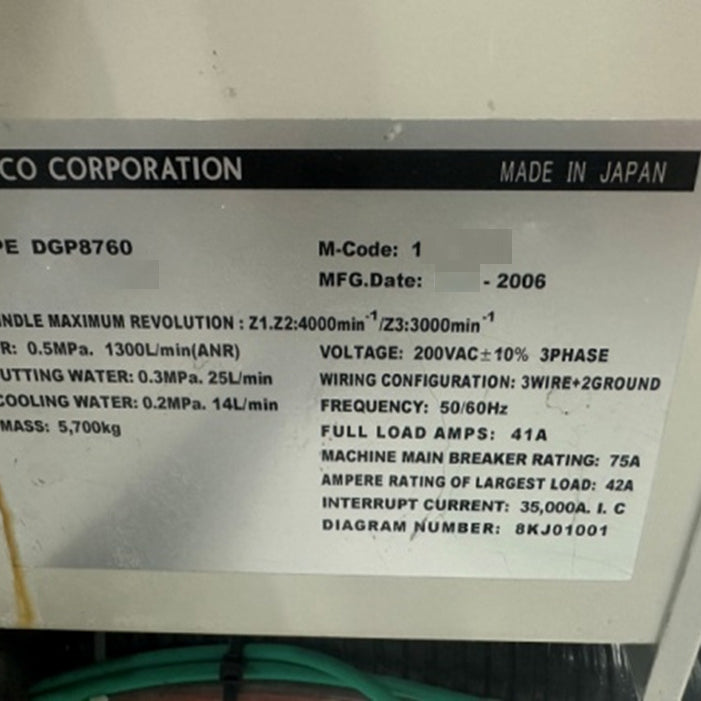 CO CORPORATION MADE IN JAPAN
PE DGP8760 M-Code: 1
MFG.Date: - 2006
NDLE MAXIMUM REVOLUTION : Z1.Z2:4000min⁻¹/Z3:3000min⁻¹
R: 0.5MPa. 1300L/min(ANR) VOLTAGE: 200VAC±10% 3PHASE
UTTING WATER: 0.3MPa. 25L/min WIRING CONFIGURATION: 3WIRE+2GROUND
COOLING WATER: 0.2MPa. 14L/min FREQUENCY: 50/60Hz
MASS: 5,700kg FULL LOAD AMPS: 41A
MACHINE MAIN BREAKER RATING: 75A
AMPERE RATING OF LARGEST LOAD: 42A
INTERRUPT CURRENT: 35,000A. I. C
DIAGRAM NUMBER: 8KJ01001